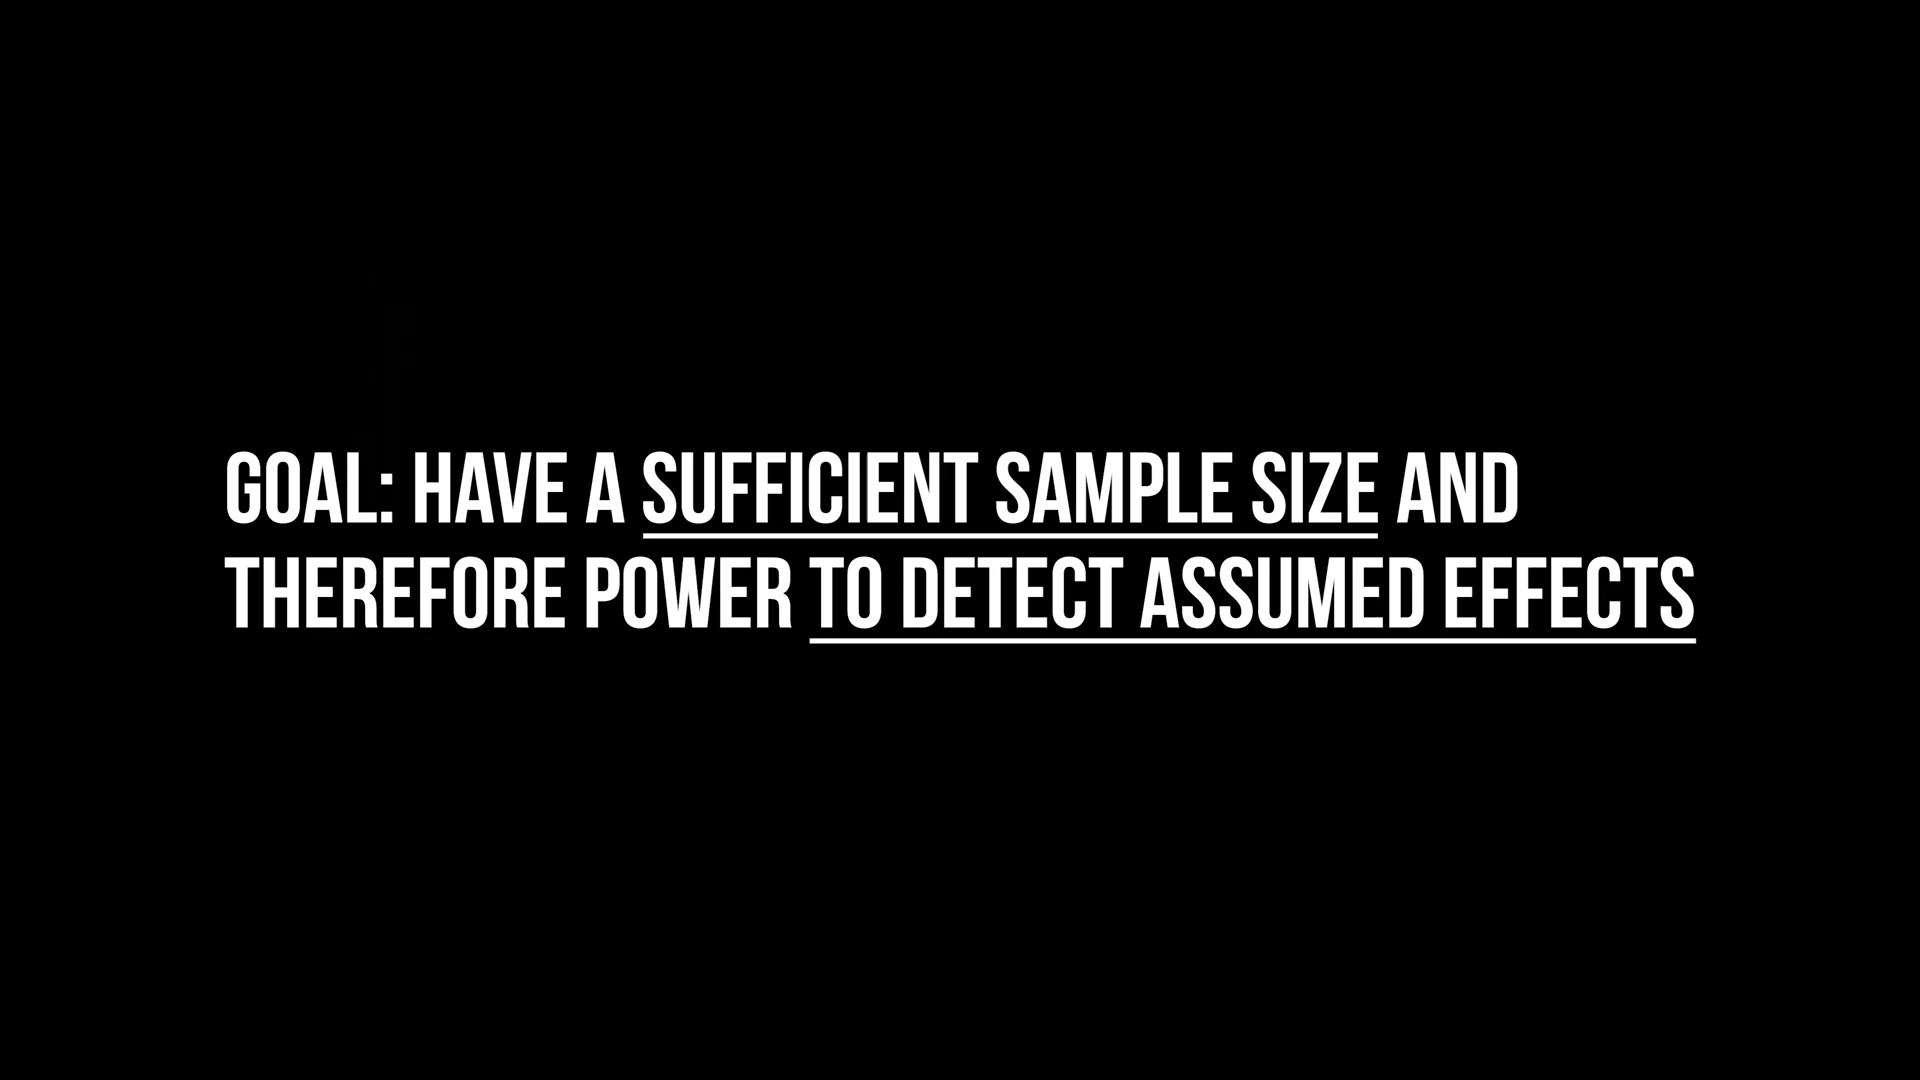 GOAL: HAVE A SUFFICIENT SAMPLE SIZE AND
THEREFORE POWER TO DETECT ASSUMED EFFECTS